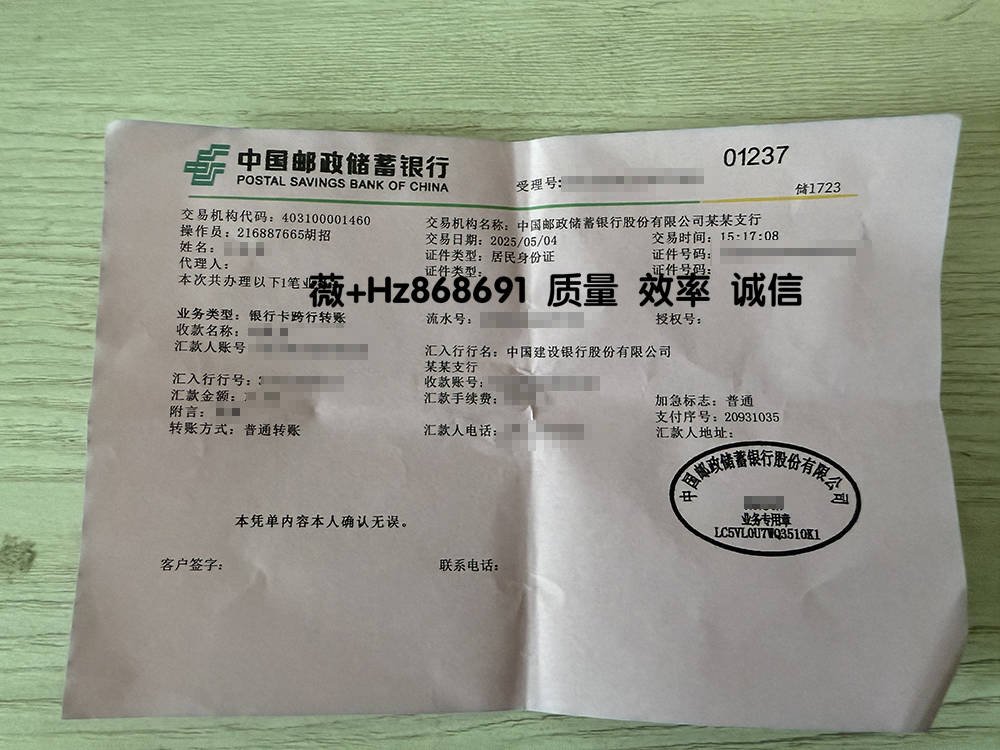 中国邮政储蓄银行
POSTAL SAVINGS BANK OF CHINA
01237
受理号:
储1723
交易机构代码: 403100001460
交易机构名称: 中国邮政储蓄银行股份有限公司某某支行
操作员: 216887665胡招
交易日期: 2025/05/04
交易时间: 15:17:08
姓名:
证件类型: 居民身份证
证件号码:
代理人:
证件类型:
证件号码:
本次共办理以下1笔业
薇+Hz868691 质量 效率 诚信
业务类型: 银行卡跨行转账
流水号:
授权号:
收款名称:
汇款人账号
汇入行行名: 中国建设银行股份有限公司
某某支行
汇入行行号:
收款账号:
汇款金额:
汇款手续费:
加急标志: 普通
附言:
支付序号: 20931035
转账方式: 普通转账
汇款人电话:
汇款人地址:
中国邮政储蓄银行股份有限公司
业务专用章
LC5VL0U7WQ3510K1
本凭单内容本人确认无误。
客户签字:
联系电话: